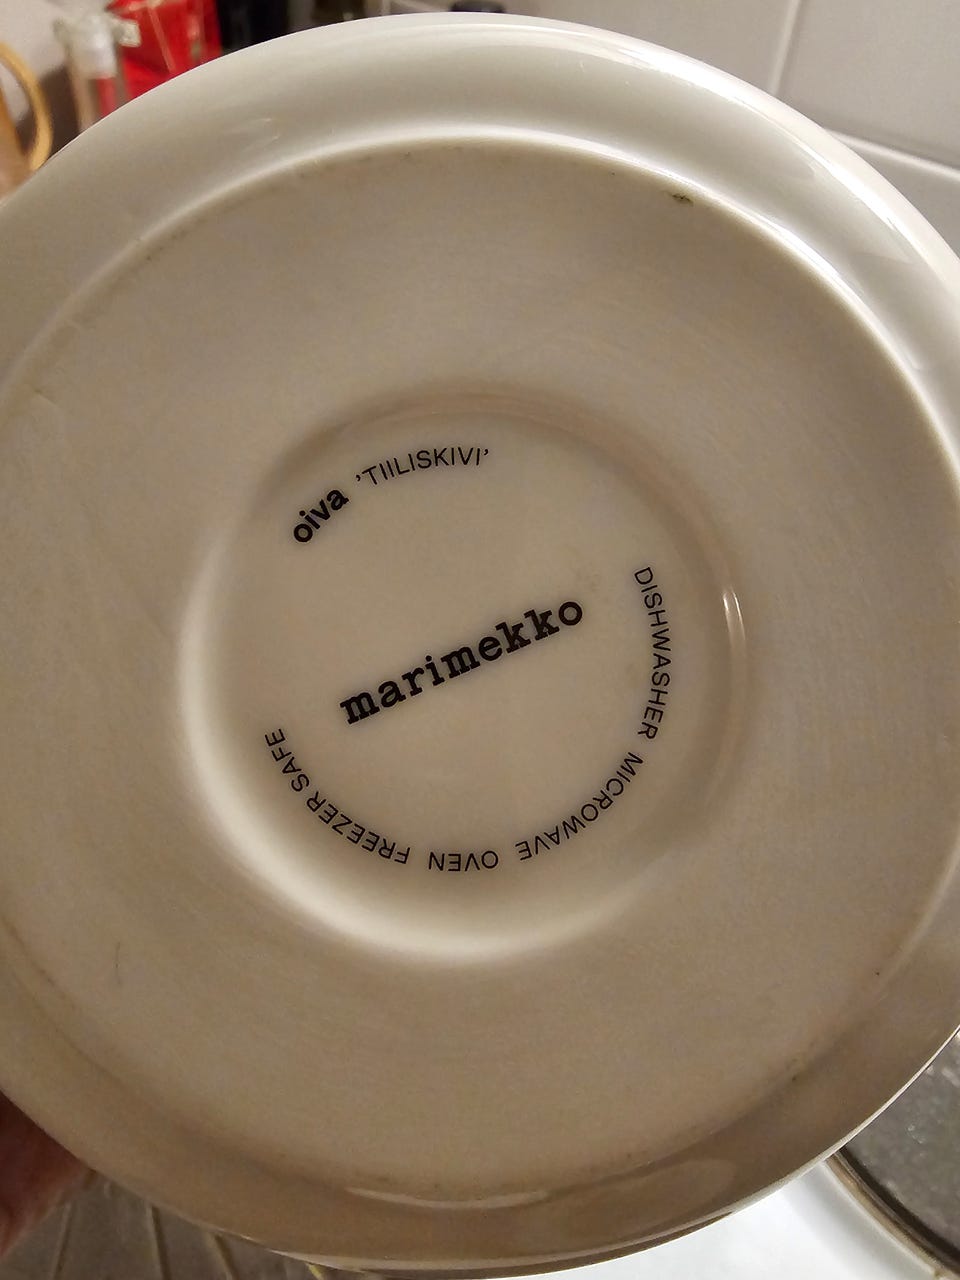 oiva 'TIILISKIVI'
marimekko
DISHWASHER MICROWAVE OVEN FREEZER SAFE